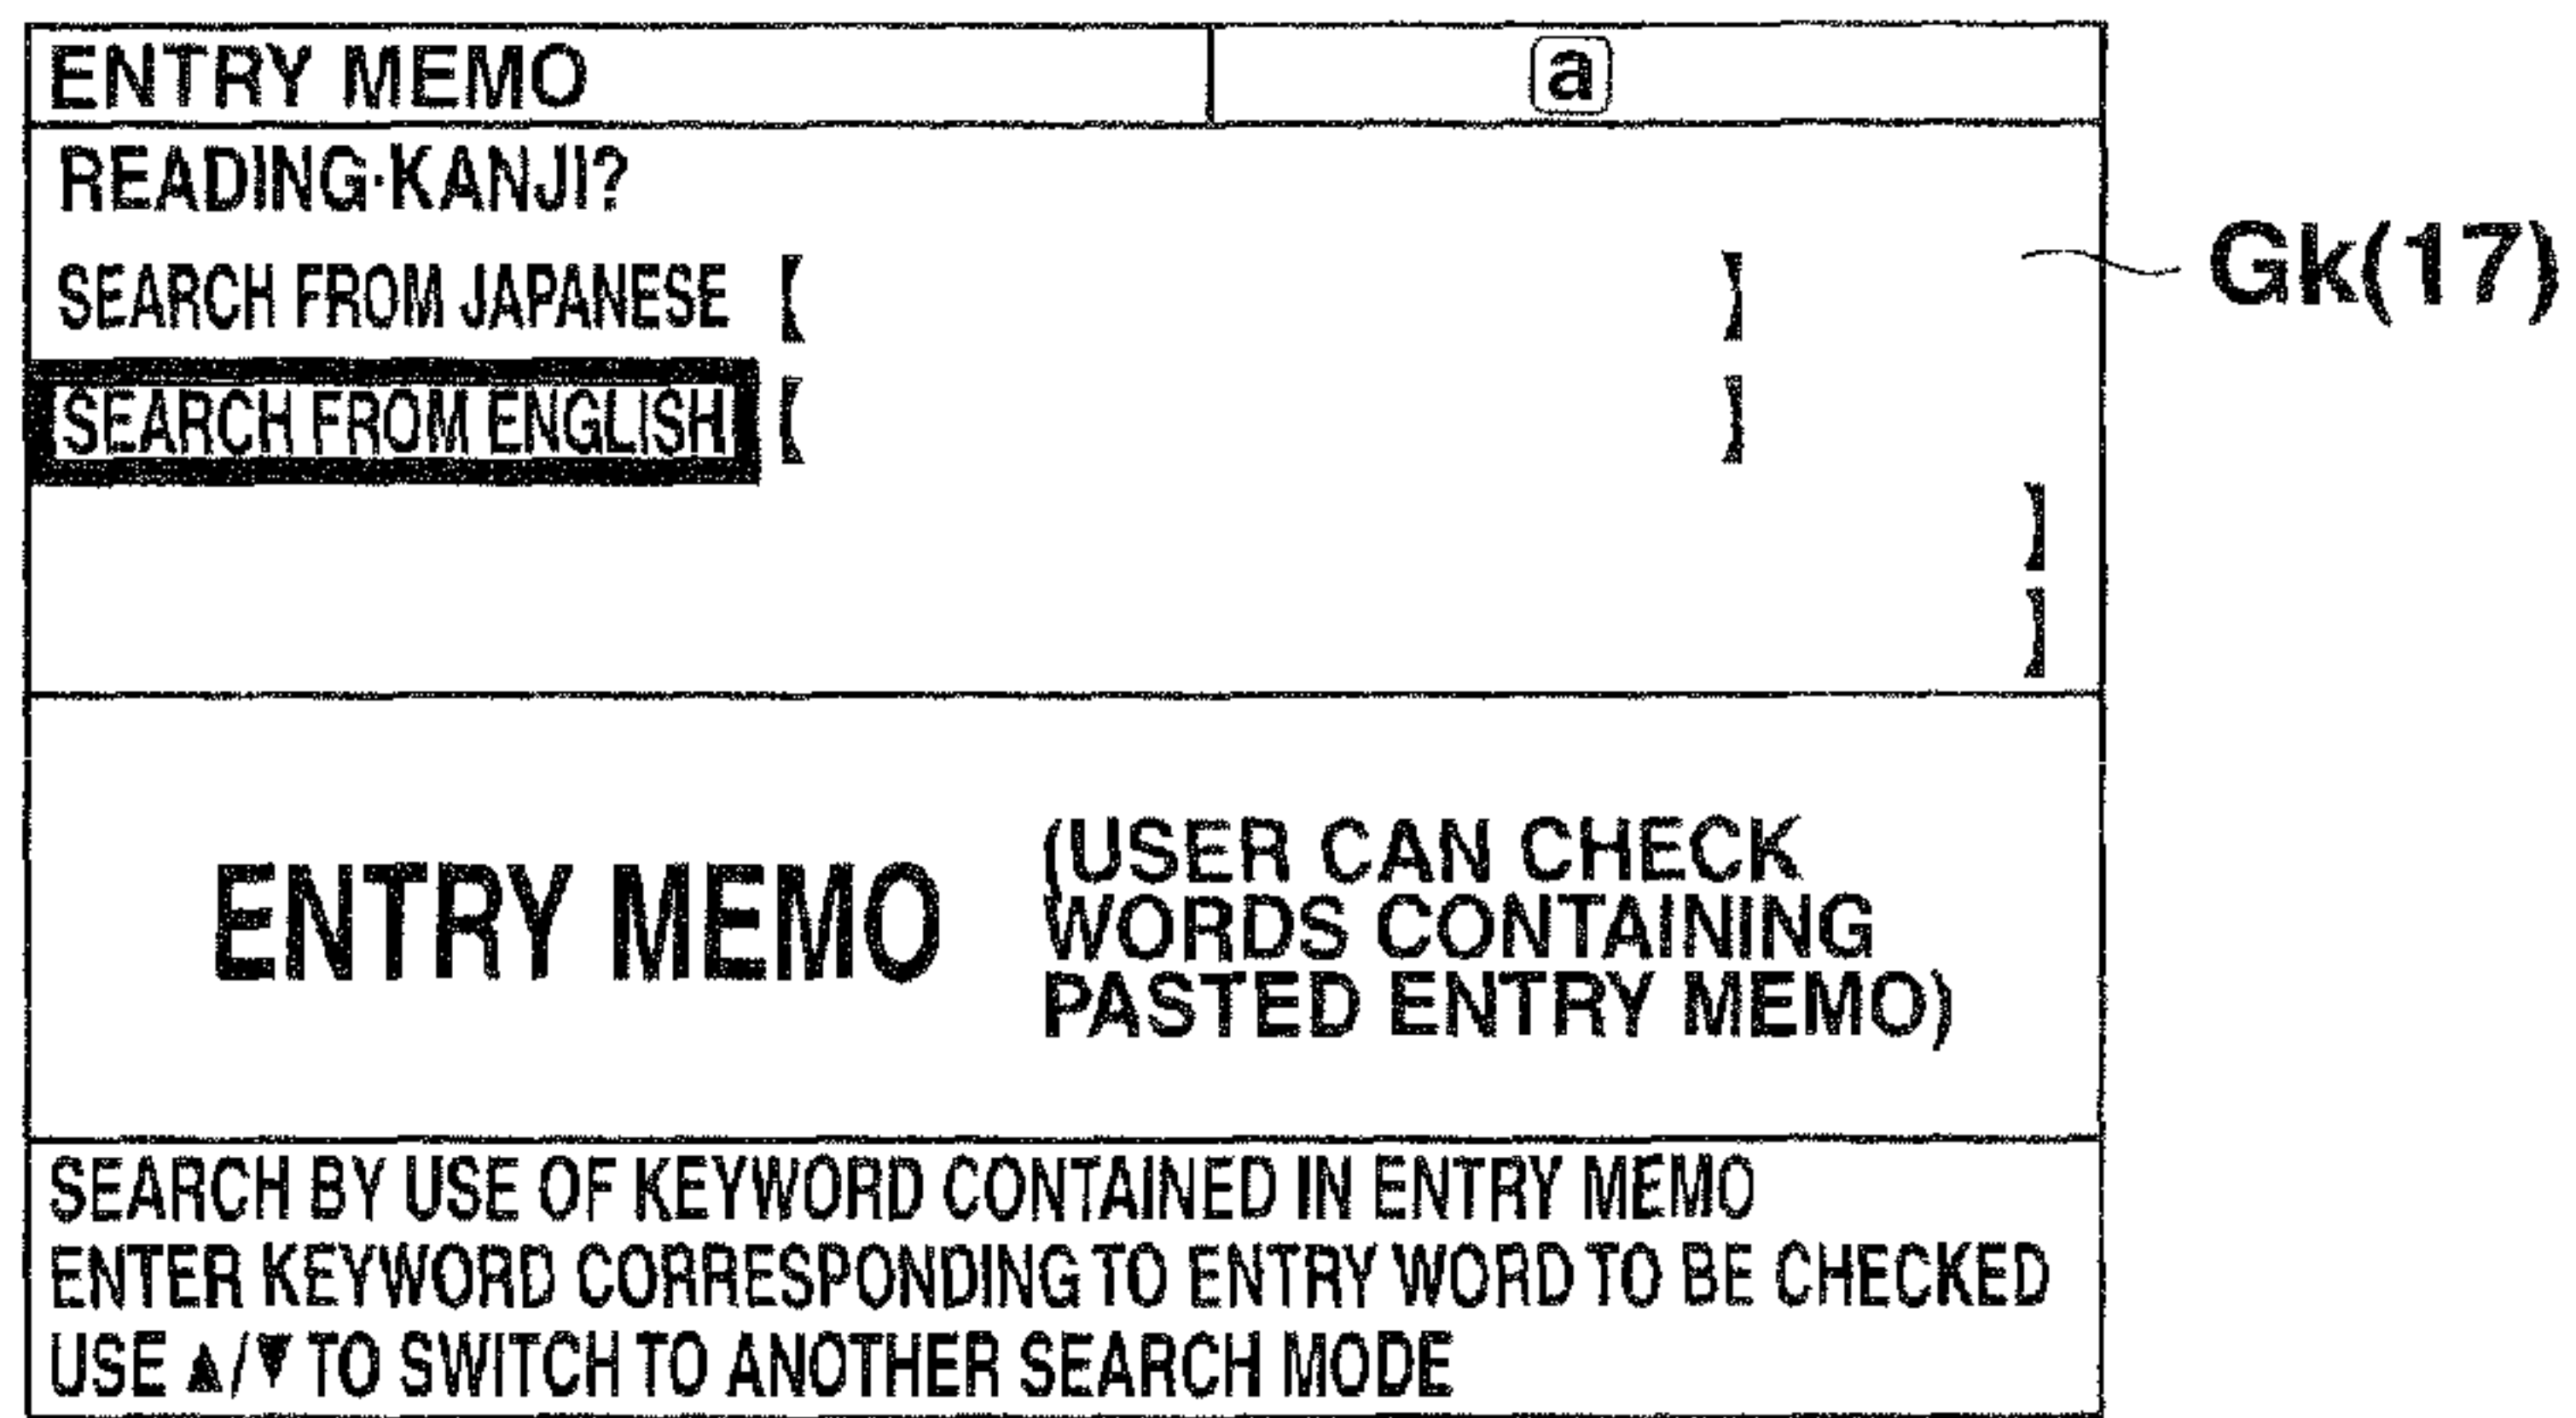 ENTRY MEMO a
READING·KANJI?
SEARCH FROM JAPANESE【 】
SEARCH FROM ENGLISH【 】
】
】
Gk(17)
ENTRY MEMO
(USER CAN CHECK
WORDS CONTAINING
PASTED ENTRY MEMO)
SEARCH BY USE OF KEYWORD CONTAINED IN ENTRY MEMO
ENTER KEYWORD CORRESPONDING TO ENTRY WORD TO BE CHECKED
USE ▲/▼ TO SWITCH TO ANOTHER SEARCH MODE